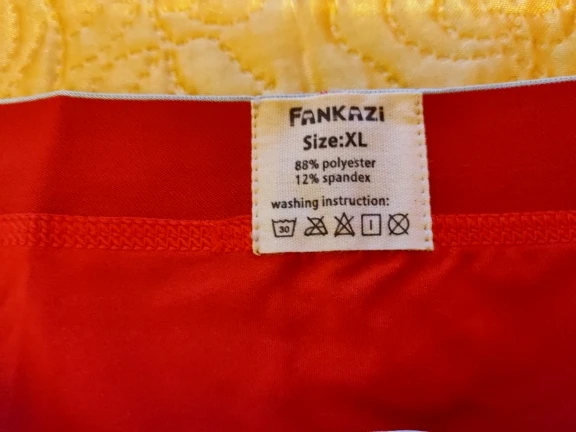 FANKAZi
Size:XL
88% polyester
12% spandex
washing instruction:
30